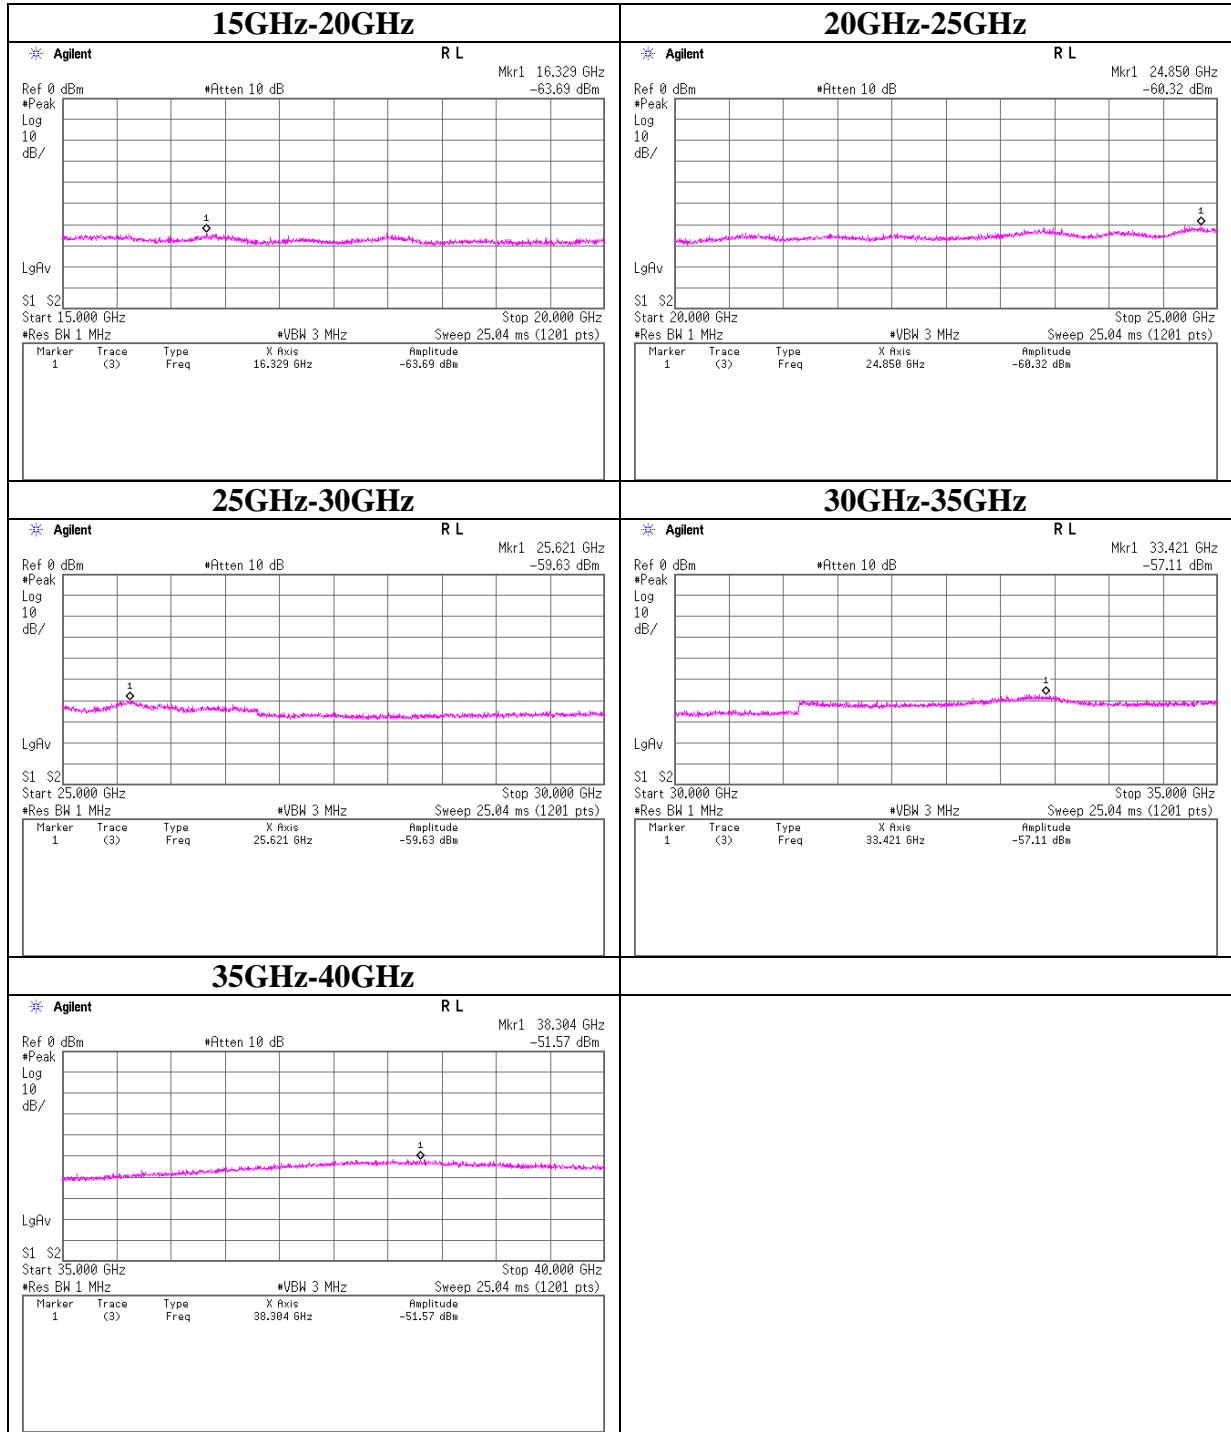 15GHz-20GHz
Agilent R L
Mkr1 16.329 GHz
Ref 0 dBm #Atten 10 dB -63.69 dBm
#Peak
Log
10
dB/
1
LgAv
S1 S2
Start 15.000 GHz Stop 20.000 GHz
#Res BW 1 MHz #VBW 3 MHz Sweep 25.04 ms (1201 pts)
Marker Trace Type X Axis Amplitude
1 (3) Freq 16.329 GHz -63.69 dBm
20GHz-25GHz
Agilent R L
Mkr1 24.850 GHz
Ref 0 dBm #Atten 10 dB -60.32 dBm
#Peak
Log
10
dB/
1
LgAv
S1 S2
Start 20.000 GHz Stop 25.000 GHz
#Res BW 1 MHz #VBW 3 MHz Sweep 25.04 ms (1201 pts)
Marker Trace Type X Axis Amplitude
1 (3) Freq 24.850 GHz -60.32 dBm
25GHz-30GHz
Agilent R L
Mkr1 25.621 GHz
Ref 0 dBm #Atten 10 dB -59.63 dBm
#Peak
Log
10
dB/
1
LgAv
S1 S2
Start 25.000 GHz Stop 30.000 GHz
#Res BW 1 MHz #VBW 3 MHz Sweep 25.04 ms (1201 pts)
Marker Trace Type X Axis Amplitude
1 (3) Freq 25.621 GHz -59.63 dBm
30GHz-35GHz
Agilent R L
Mkr1 33.421 GHz
Ref 0 dBm #Atten 10 dB -57.11 dBm
#Peak
Log
10
dB/
1
LgAv
S1 S2
Start 30.000 GHz Stop 35.000 GHz
#Res BW 1 MHz #VBW 3 MHz Sweep 25.04 ms (1201 pts)
Marker Trace Type X Axis Amplitude
1 (3) Freq 33.421 GHz -57.11 dBm
35GHz-40GHz
Agilent R L
Mkr1 38.304 GHz
Ref 0 dBm #Atten 10 dB -51.57 dBm
#Peak
Log
10
dB/
1
LgAv
S1 S2
Start 35.000 GHz Stop 40.000 GHz
#Res BW 1 MHz #VBW 3 MHz Sweep 25.04 ms (1201 pts)
Marker Trace Type X Axis Amplitude
1 (3) Freq 38.304 GHz -51.57 dBm